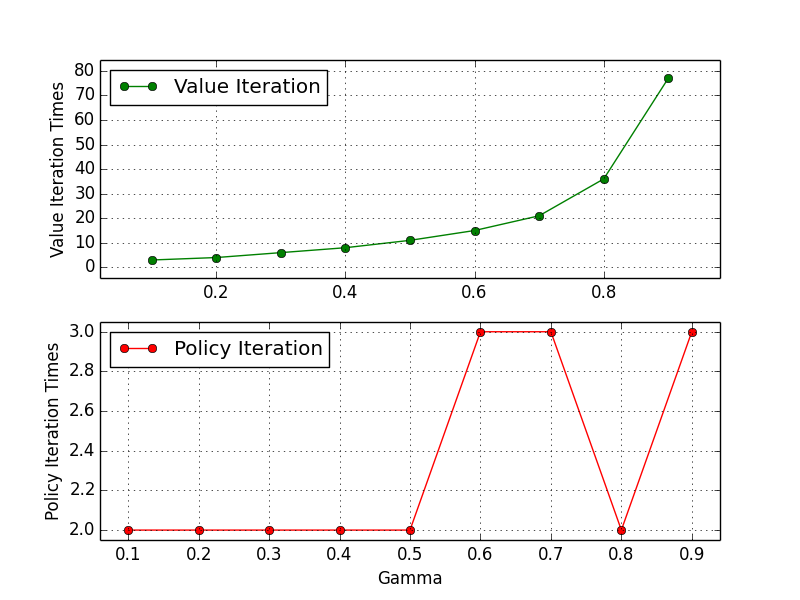 Value Iteration
80
70
60
50
40
30
20
10
0
Value Iteration Times
0.2 0.4 0.6 0.8
Policy Iteration
3.0
2.8
2.6
2.4
2.2
2.0
Policy Iteration Times
0.1 0.2 0.3 0.4 0.5 0.6 0.7 0.8 0.9
Gamma